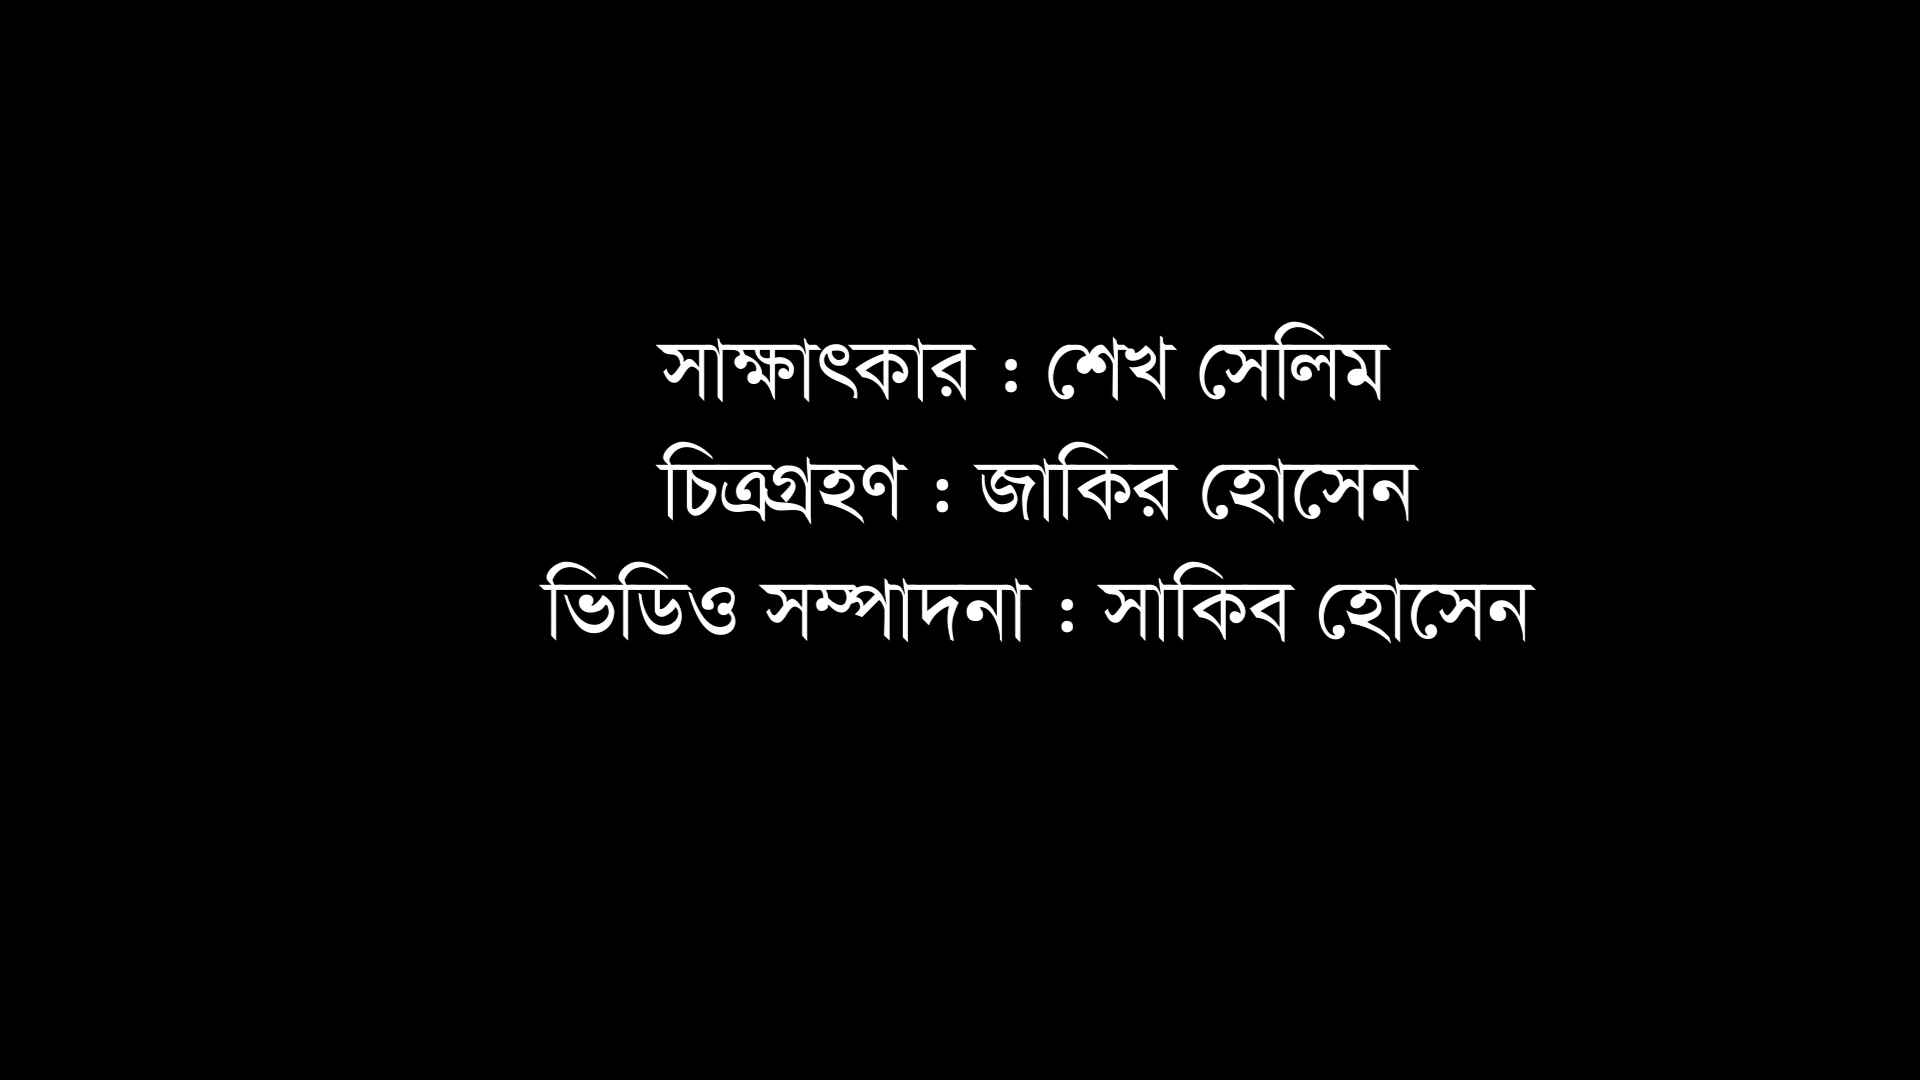 সাক্ষাৎকার : শেখ সেলিম
চিত্রগ্রহণ : জাকির হোসেন
ভিডিও সম্পাদনা : সাকিব হোসেন